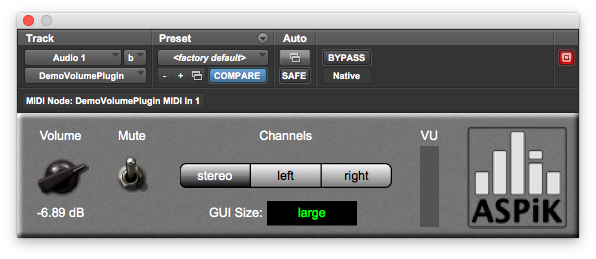 Track Preset Auto
Audio 1 b <factory default> BYPASS
DemoVolumePlugin - + COMPARE SAFE Native
MIDI Node: DemoVolumePlugin MIDI In 1
Volume Mute Channels VU
stereo left right
-6.89 dB GUI Size: large
ASPiK